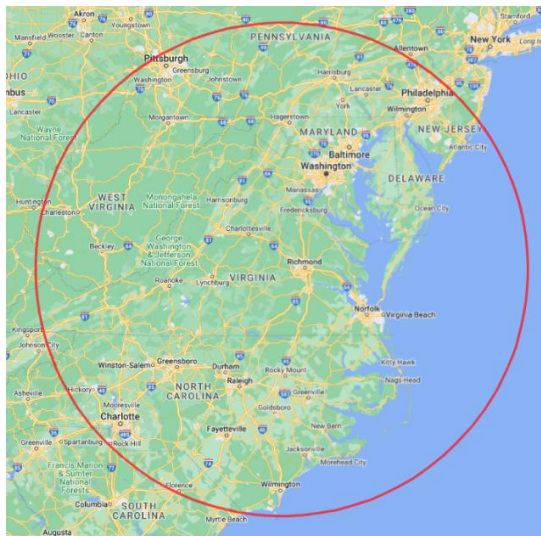 Akron
Youngstown
Stamford
Mansfield
Wooster
Canton
PENNSYLVANIA
Allentown
New York
Long Is
Pittsburgh
Greensburg
OHIO
Washington
Johnstown
Harrisburg
Lancaster
Philadelphia
nbus
Lancaster
York
Wilmington
Morgantown
Hagerstown
MARYLAND
NEW JERSEY
Wayne
National Forest
Baltimore
Atlantic City
Washington
DELAWARE
Manassas
WEST
VIRGINIA
Monongahela
National Forest
Harrisonburg
Huntington
Charleston
Fredericksburg
Ocean City
Charlottesville
Beckley
George
Washington
& Jefferson
National Forest
Richmond
Roanoke
Lynchburg
VIRGINIA
Norfolk
Virginia Beach
Kingsport
Johnson City
Winston-Salem
Greensboro
Durham
Rocky Mount
Kitty Hawk
Raleigh
Nags Head
Asheville
Hickory
NORTH
CAROLINA
Greenville
Mooresville
Goldsboro
Charlotte
Greenville
Spartanburg
Rock Hill
Fayetteville
New Bern
Jacksonville
Morehead City
Francis Marion
& Sumter
National
Forests
Florence
Wilmington
Columbia
SOUTH
CAROLINA
Myrtle Beach
Augusta